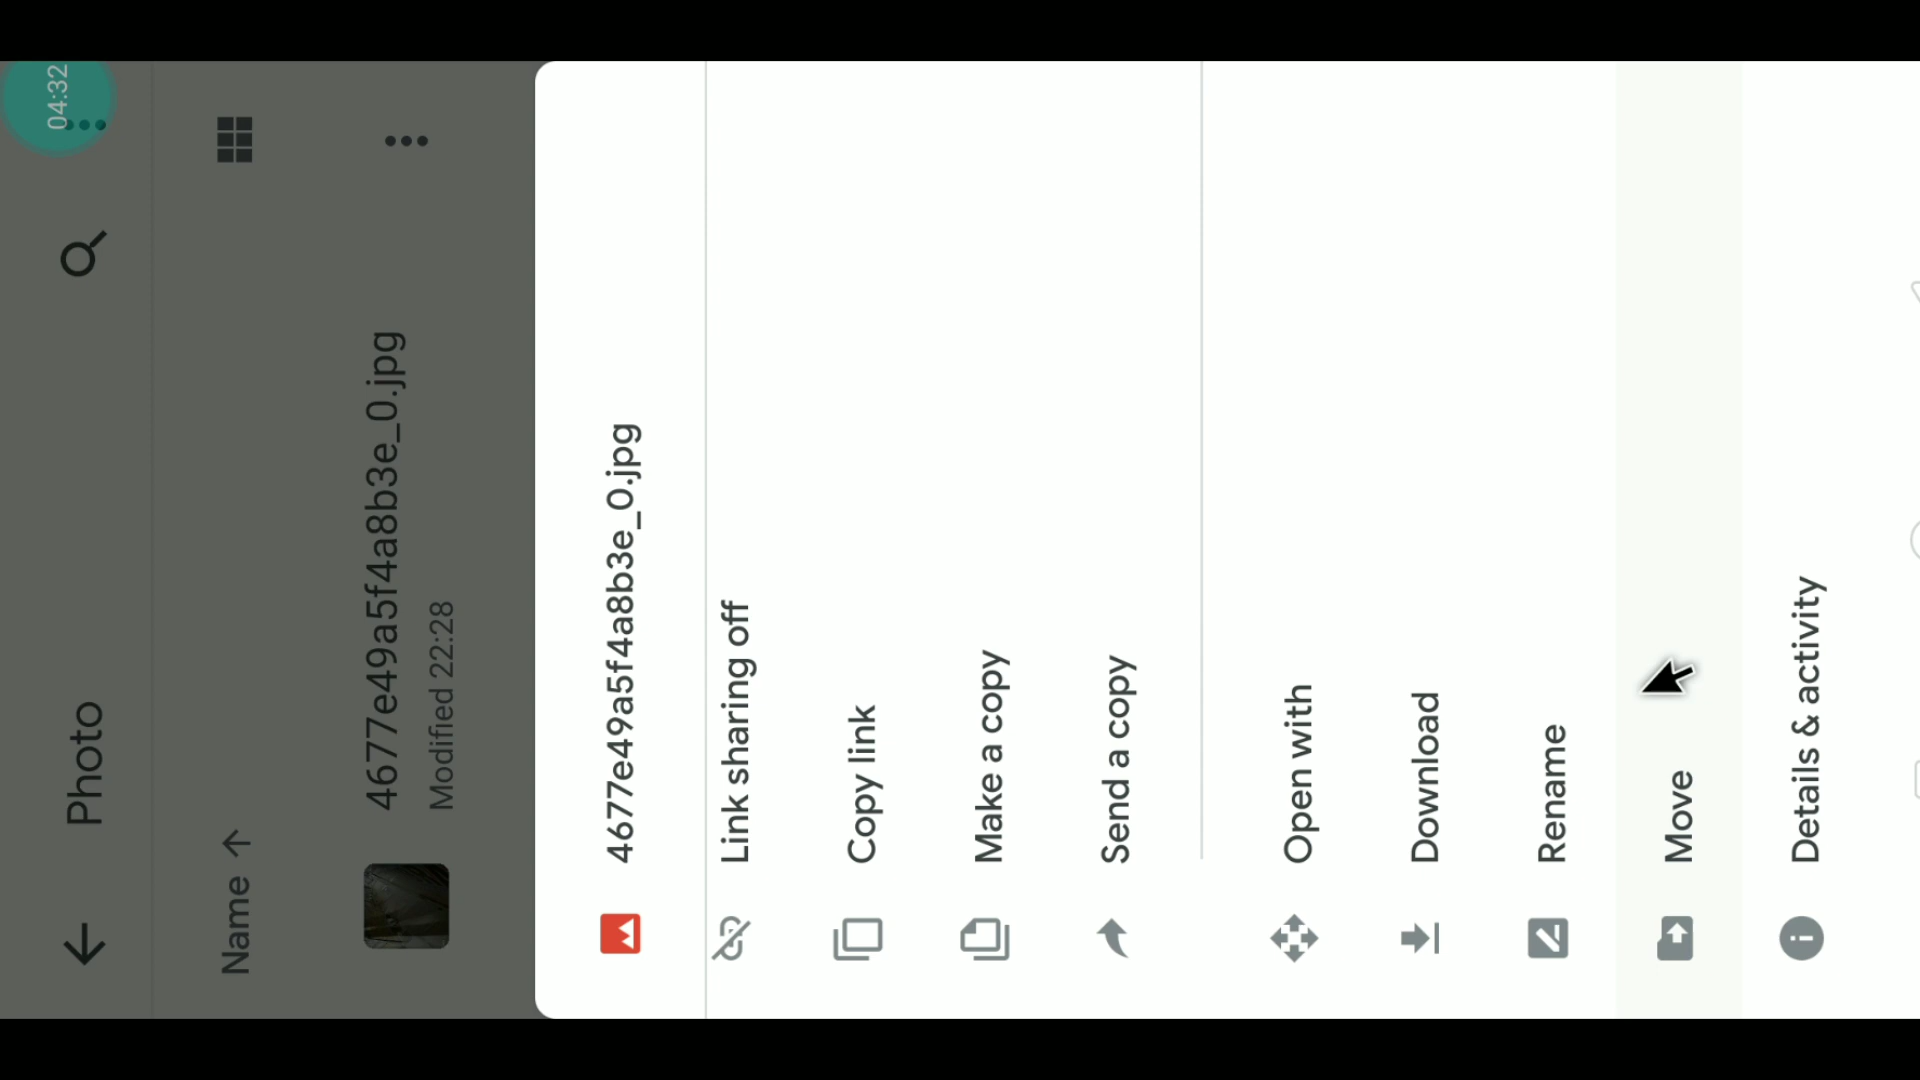 04:32
Photo
Name
4677e49a5f4a8b3e_0.jpg
Modified 22:28
4677e49a5f4a8b3e_0.jpg
Link sharing off
Copy link
Make a copy
Send a copy
Open with
Download
Rename
Move
Details & activity